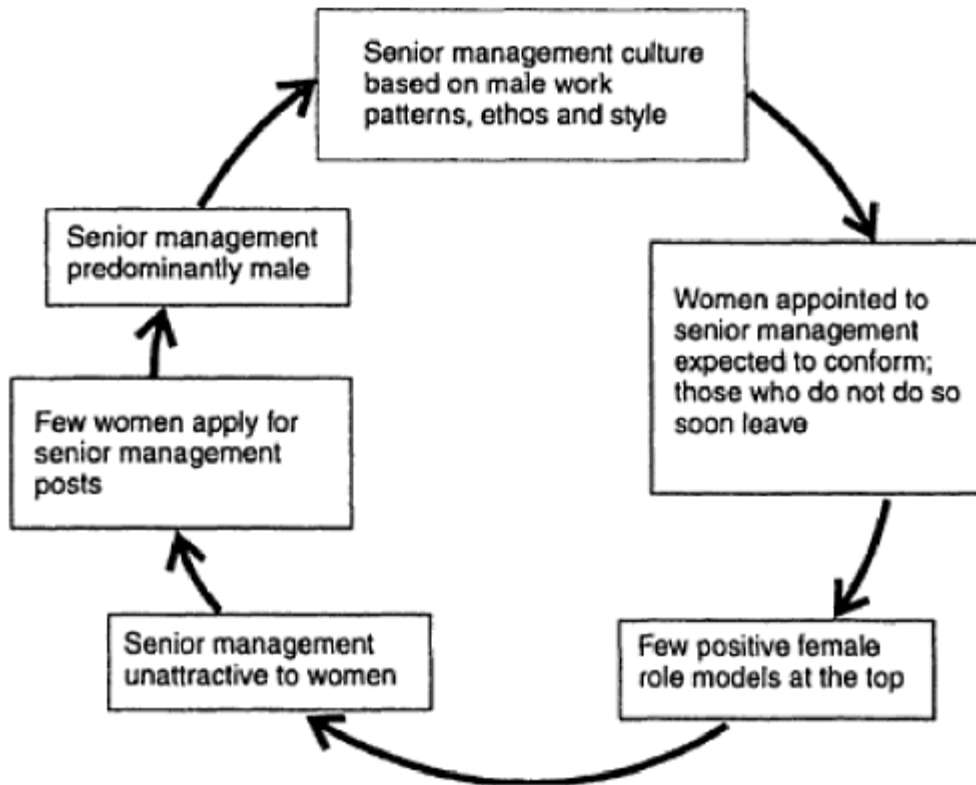 Senior management culture
based on male work
patterns, ethos and style
Women appointed to
senior management
expected to conform;
those who do not do so
soon leave
Few positive female
role models at the top
Senior management
unattractive to women
Few women apply for
senior management
posts
Senior management
predominantly male